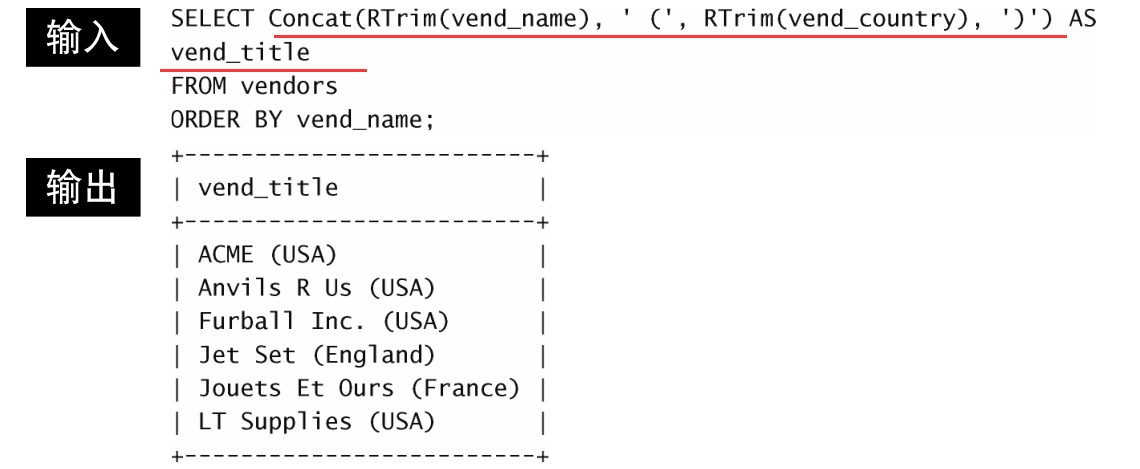 输入
SELECT Concat(RTrim(vend_name), ' (', RTrim(vend_country), ')') AS
vend_title
FROM vendors
ORDER BY vend_name;
输出
+-------------------------+
| vend_title              |
+-------------------------+
| ACME (USA)              |
| Anvils R Us (USA)       |
| Furball Inc. (USA)      |
| Jet Set (England)       |
| Jouets Et Ours (France) |
| LT Supplies (USA)       |
+-------------------------+